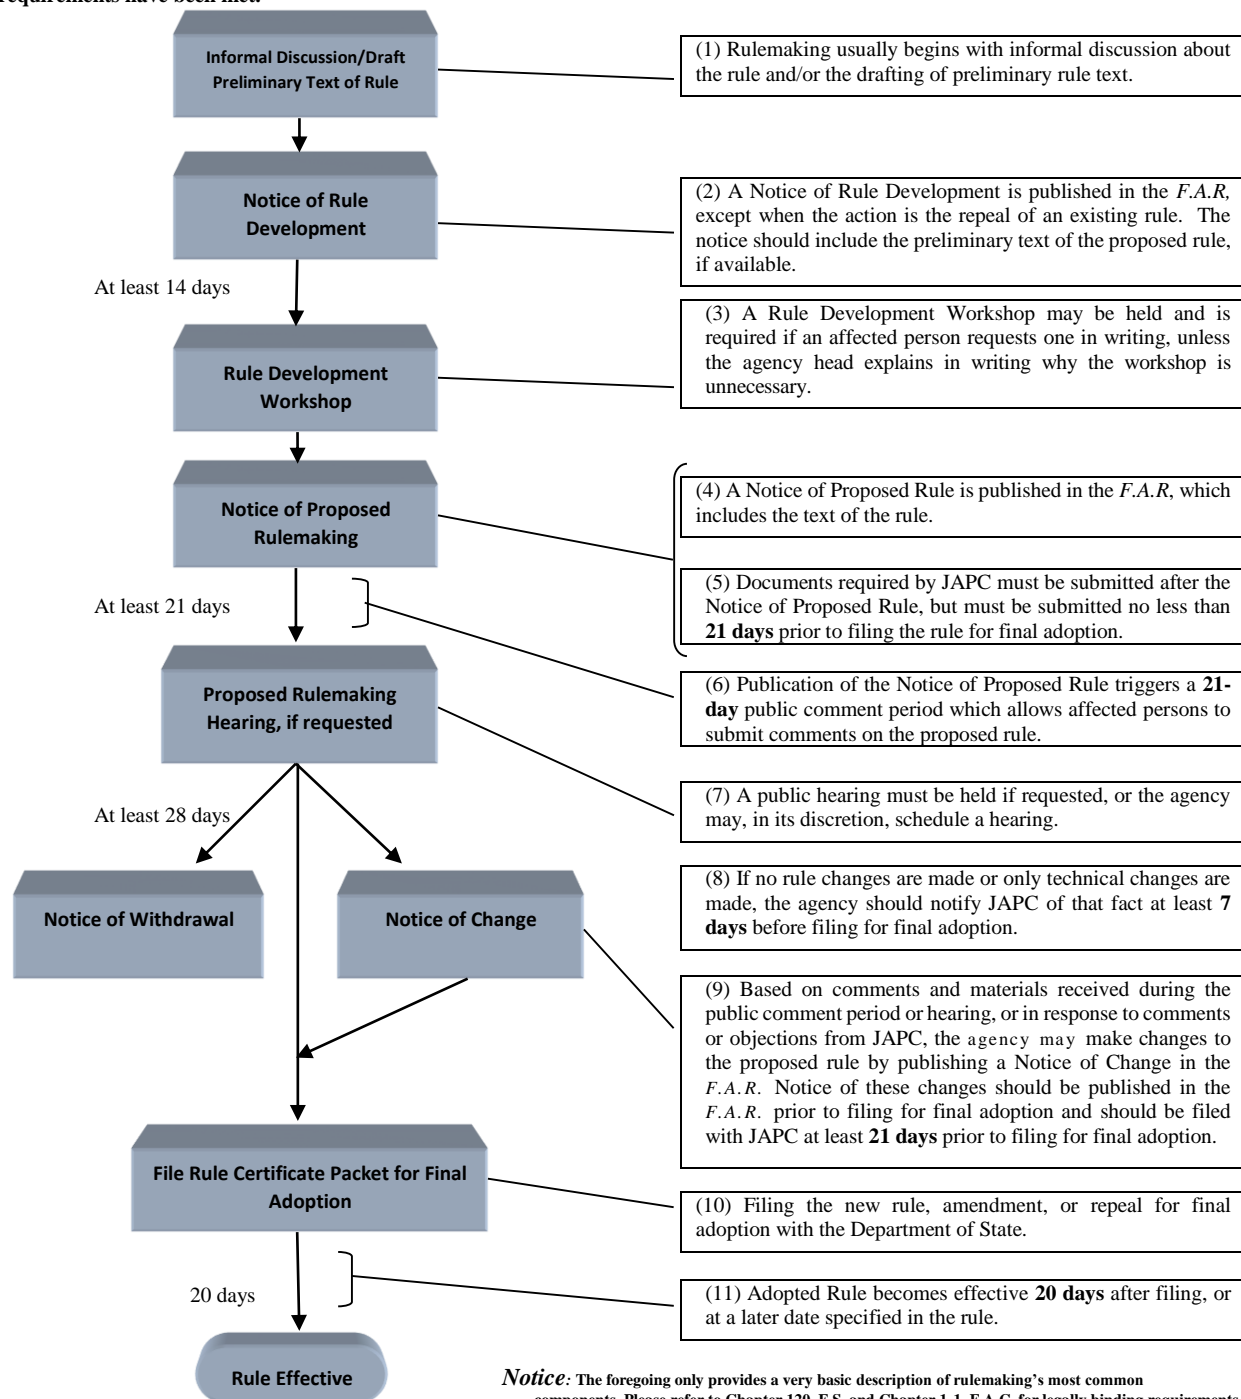 requirements have been met.
Informal Discussion/Draft
Preliminary Text of Rule
(1) Rulemaking usually begins with informal discussion about
the rule and/or the drafting of preliminary rule text.
Notice of Rule
Development
(2) A Notice of Rule Development is published in the F.A.R,
except when the action is the repeal of an existing rule. The
notice should include the preliminary text of the proposed rule,
if available.
At least 14 days
Rule Development
Workshop
(3) A Rule Development Workshop may be held and is
required if an affected person requests one in writing, unless
the agency head explains in writing why the workshop is
unnecessary.
Notice of Proposed
Rulemaking
(4) A Notice of Proposed Rule is published in the F.A.R, which
includes the text of the rule.
(5) Documents required by JAPC must be submitted after the
Notice of Proposed Rule, but must be submitted no less than
21 days prior to filing the rule for final adoption.
At least 21 days
(6) Publication of the Notice of Proposed Rule triggers a 21-
day public comment period which allows affected persons to
submit comments on the proposed rule.
Proposed Rulemaking
Hearing, if requested
(7) A public hearing must be held if requested, or the agency
may, in its discretion, schedule a hearing.
At least 28 days
Notice of Withdrawal
Notice of Change
(8) If no rule changes are made or only technical changes are
made, the agency should notify JAPC of that fact at least 7
days before filing for final adoption.
(9) Based on comments and materials received during the
public comment period or hearing, or in response to comments
or objections from JAPC, the agency may make changes to
the proposed rule by publishing a Notice of Change in the
F.A.R. Notice of these changes should be published in the
F.A.R. prior to filing for final adoption and should be filed
with JAPC at least 21 days prior to filing for final adoption.
File Rule Certificate Packet for Final
Adoption
(10) Filing the new rule, amendment, or repeal for final
adoption with the Department of State.
20 days
(11) Adopted Rule becomes effective 20 days after filing, or
at a later date specified in the rule.
Rule Effective
Notice: The foregoing only provides a very basic description of rulemaking's most common
components. Please refer to Chapter 120, F.S. and Chapter 1-1, F.A.C. for legally binding requirements